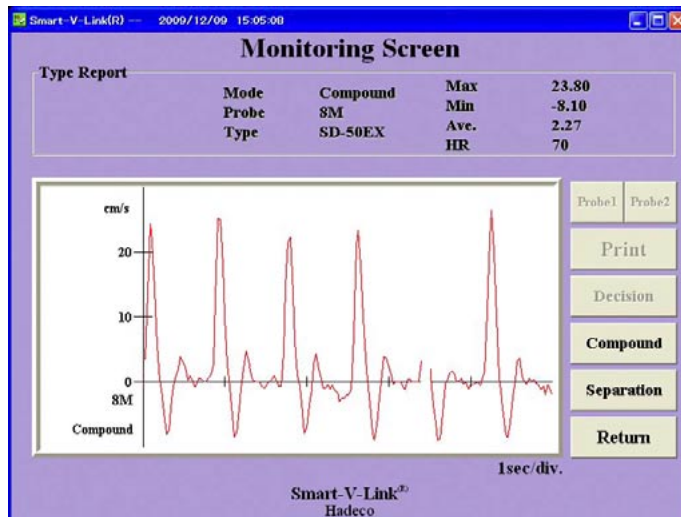 Smart-V-Link(R) -- 2009/12/09 15:05:08
Monitoring Screen
Type Report
Mode Compound Max 23.80
Probe 8M Min -8.10
Type SD-50EX Ave. 2.27
HR 70
cm/s
20
10
0
8M
Compound
1sec/div.
Probe1 Probe2
Print
Decision
Compound
Separation
Return
Smart-V-Link(R)
Hadeco